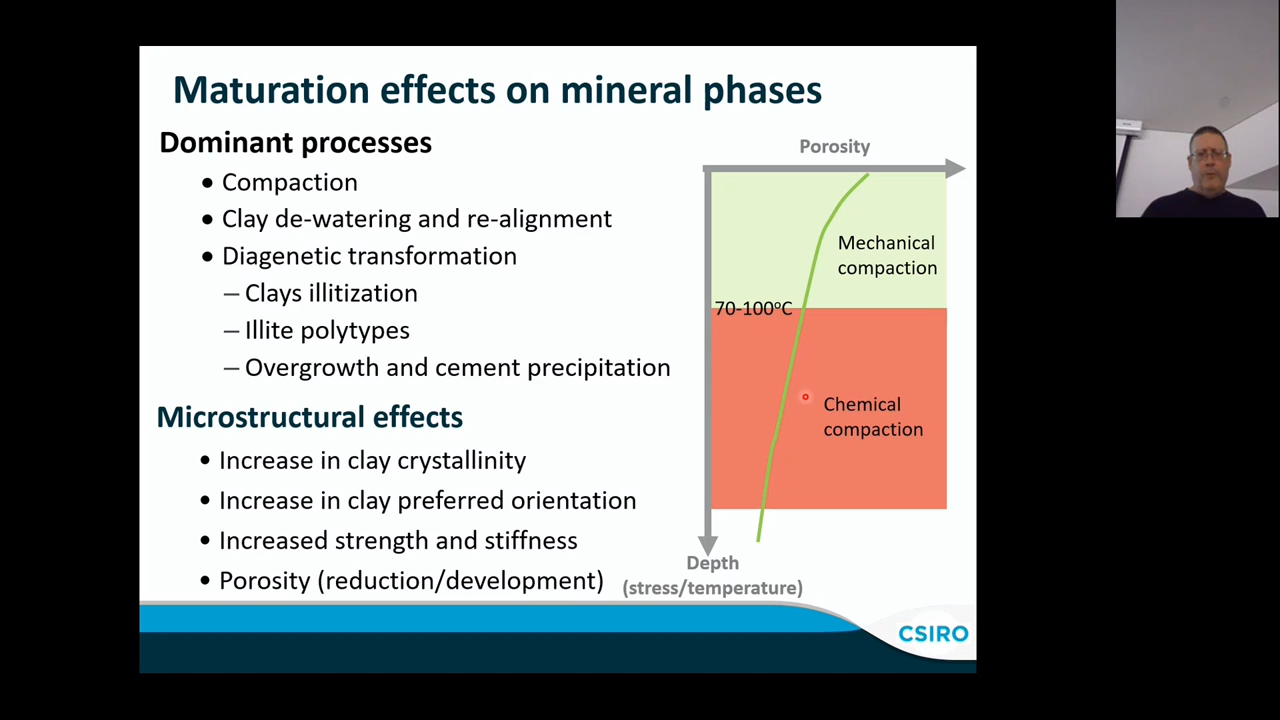 Maturation effects on mineral phases
Dominant processes
• Compaction
• Clay de-watering and re-alignment
• Diagenetic transformation
– Clays illitization
– Illite polytypes
– Overgrowth and cement precipitation
Microstructural effects
• Increase in clay crystallinity
• Increase in clay preferred orientation
• Increased strength and stiffness
• Porosity (reduction/development)
Porosity
Mechanical
compaction
70-100°C
Chemical
compaction
Depth
(stress/temperature)
CSIRO